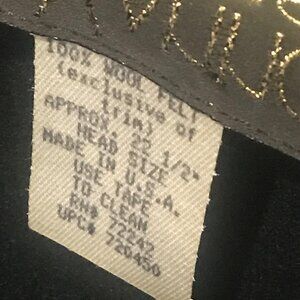 100% WOOL FELT
(exclusive of
trim)
APPROX. 22 1/2"
HEAD SIZE
MADE IN U.S.A.
USE TAPE
TO CLEAN
RN# 72242
UPC# 726450